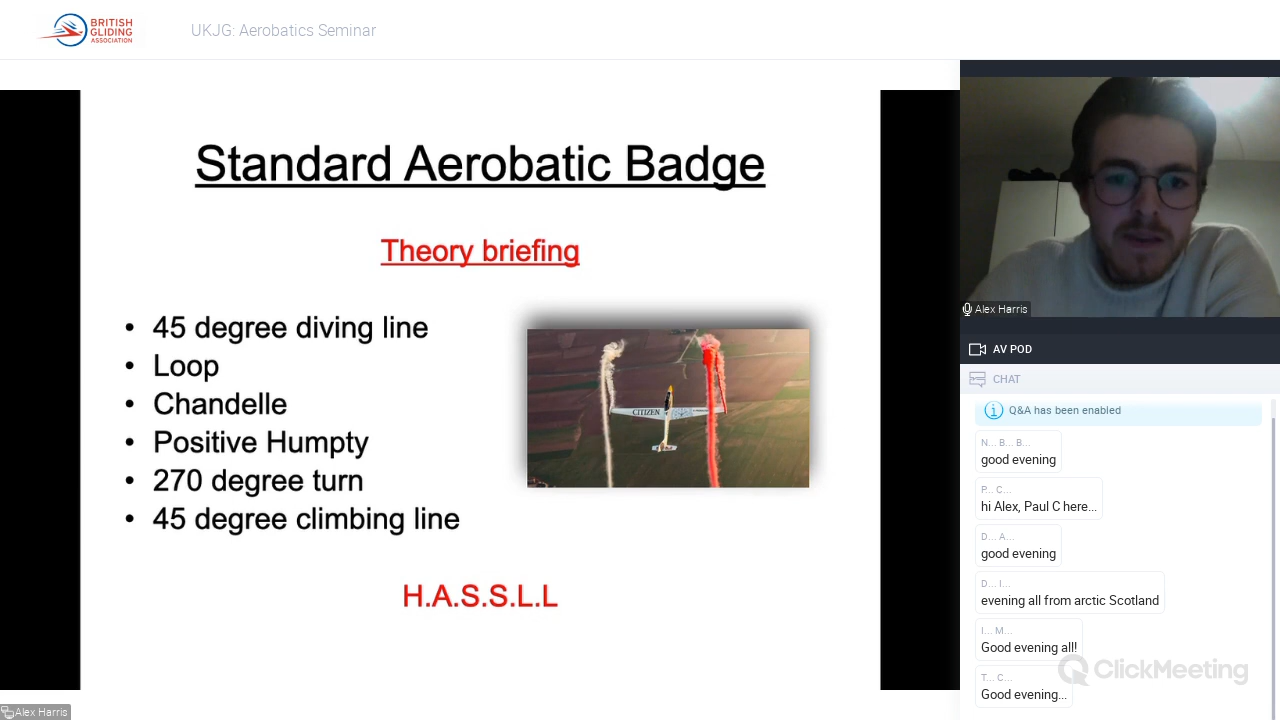 BRITISH
GLIDING
ASSOCIATION
UKJG: Aerobatics Seminar
Standard Aerobatic Badge
Theory briefing
• 45 degree diving line
• Loop
• Chandelle
• Positive Humpty
• 270 degree turn
• 45 degree climbing line
CITIZEN
H.A.S.S.L.L
Alex Harris
Alex Harris
AV POD
CHAT
Q&A has been enabled
N... B... B...
good evening
P... C...
hi Alex, Paul C here...
D... A...
good evening
D... I...
evening all from arctic Scotland
I... M...
Good evening all!
T... C...
Good evening...
ClickMeeting